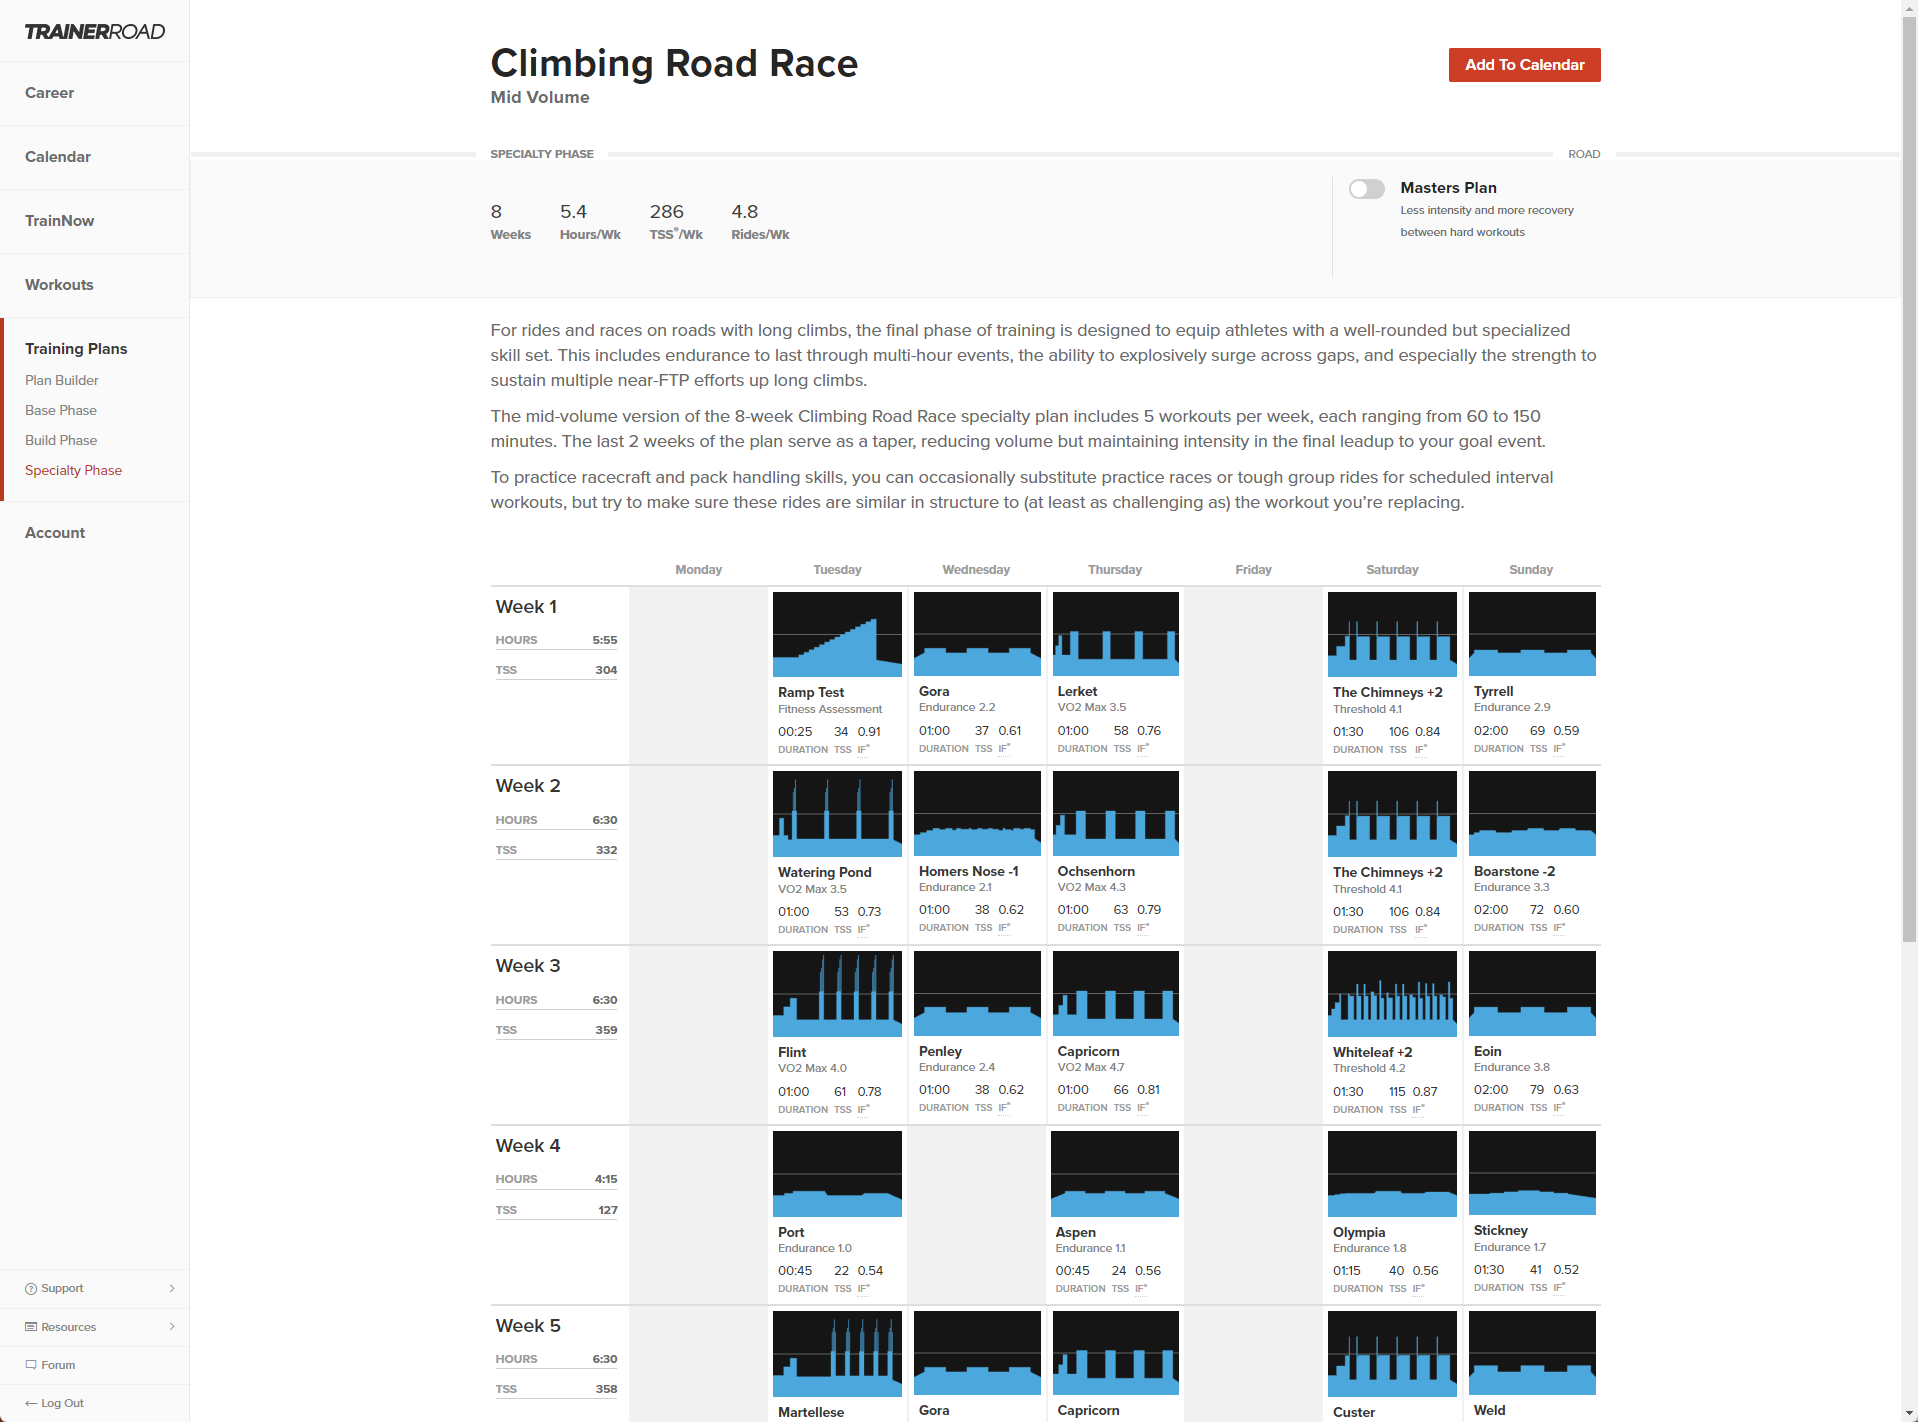 TRAINERROAD
Career
Calendar
TrainNow
Workouts
Training Plans
Plan Builder
Base Phase
Build Phase
Specialty Phase
Account
Support
Resources
Forum
Log Out
Climbing Road Race
Mid Volume
Add To Calendar
SPECIALTY PHASE
ROAD
8 5.4 286 4.8
Weeks Hours/Wk TSS®/Wk Rides/Wk
Masters Plan
Less intensity and more recovery
between hard workouts
For rides and races on roads with long climbs, the final phase of training is designed to equip athletes with a well-rounded but specialized
skill set. This includes endurance to last through multi-hour events, the ability to explosively surge across gaps, and especially the strength to
sustain multiple near-FTP efforts up long climbs.
The mid-volume version of the 8-week Climbing Road Race specialty plan includes 5 workouts per week, each ranging from 60 to 150
minutes. The last 2 weeks of the plan serve as a taper, reducing volume but maintaining intensity in the final leadup to your goal event.
To practice racecraft and pack handling skills, you can occasionally substitute practice races or tough group rides for scheduled interval
workouts, but try to make sure these rides are similar in structure to (at least as challenging as) the workout you're replacing.
Monday Tuesday Wednesday Thursday Friday Saturday Sunday
Week 1
HOURS 5:55
TSS 304
Ramp Test
Fitness Assessment
00:25 34 0.91
DURATION TSS IF®
Gora
Endurance 2.2
01:00 37 0.61
DURATION TSS IF®
Lerket
VO2 Max 3.5
01:00 58 0.76
DURATION TSS IF®
The Chimneys +2
Threshold 4.1
01:30 106 0.84
DURATION TSS IF®
Tyrrell
Endurance 2.9
02:00 69 0.59
DURATION TSS IF®
Week 2
HOURS 6:30
TSS 332
Watering Pond
VO2 Max 3.5
01:00 53 0.73
DURATION TSS IF®
Homers Nose -1
Endurance 2.1
01:00 38 0.62
DURATION TSS IF®
Ochsenhorn
VO2 Max 4.3
01:00 63 0.79
DURATION TSS IF®
The Chimneys +2
Threshold 4.1
01:30 106 0.84
DURATION TSS IF®
Boarstone -2
Endurance 3.3
02:00 72 0.60
DURATION TSS IF®
Week 3
HOURS 6:30
TSS 359
Flint
VO2 Max 4.0
01:00 61 0.78
DURATION TSS IF®
Penley
Endurance 2.4
01:00 38 0.62
DURATION TSS IF®
Capricorn
VO2 Max 4.7
01:00 66 0.81
DURATION TSS IF®
Whiteleaf +2
Threshold 4.2
01:30 115 0.87
DURATION TSS IF®
Eoin
Endurance 3.8
02:00 79 0.63
DURATION TSS IF®
Week 4
HOURS 4:15
TSS 127
Port
Endurance 1.0
00:45 22 0.54
DURATION TSS IF®
Aspen
Endurance 1.1
00:45 24 0.56
DURATION TSS IF®
Olympia
Endurance 1.8
01:15 40 0.56
DURATION TSS IF®
Stickney
Endurance 1.7
01:30 41 0.52
DURATION TSS IF®
Week 5
HOURS 6:30
TSS 358
Martellese
Gora
Capricorn
Custer
Weld